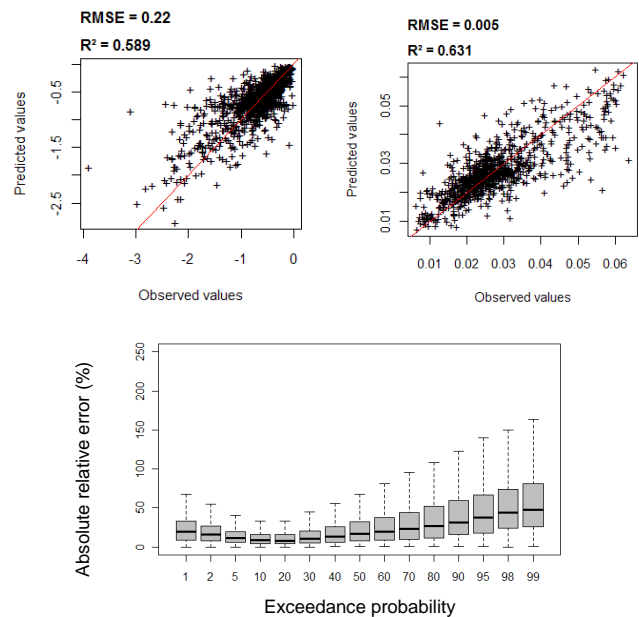 RMSE = 0.22
R² = 0.589
Predicted values
-0.5
-1.5
-2.5
-4 -3 -2 -1 0
Observed values
RMSE = 0.005
R² = 0.631
Predicted values
0.05
0.03
0.01
0.01 0.02 0.03 0.04 0.05 0.06
Observed values
Absolute relative error (%)
250
200
150
100
50
0
1 2 5 10 20 30 40 50 60 70 80 90 95 98 99
Exceedance probability